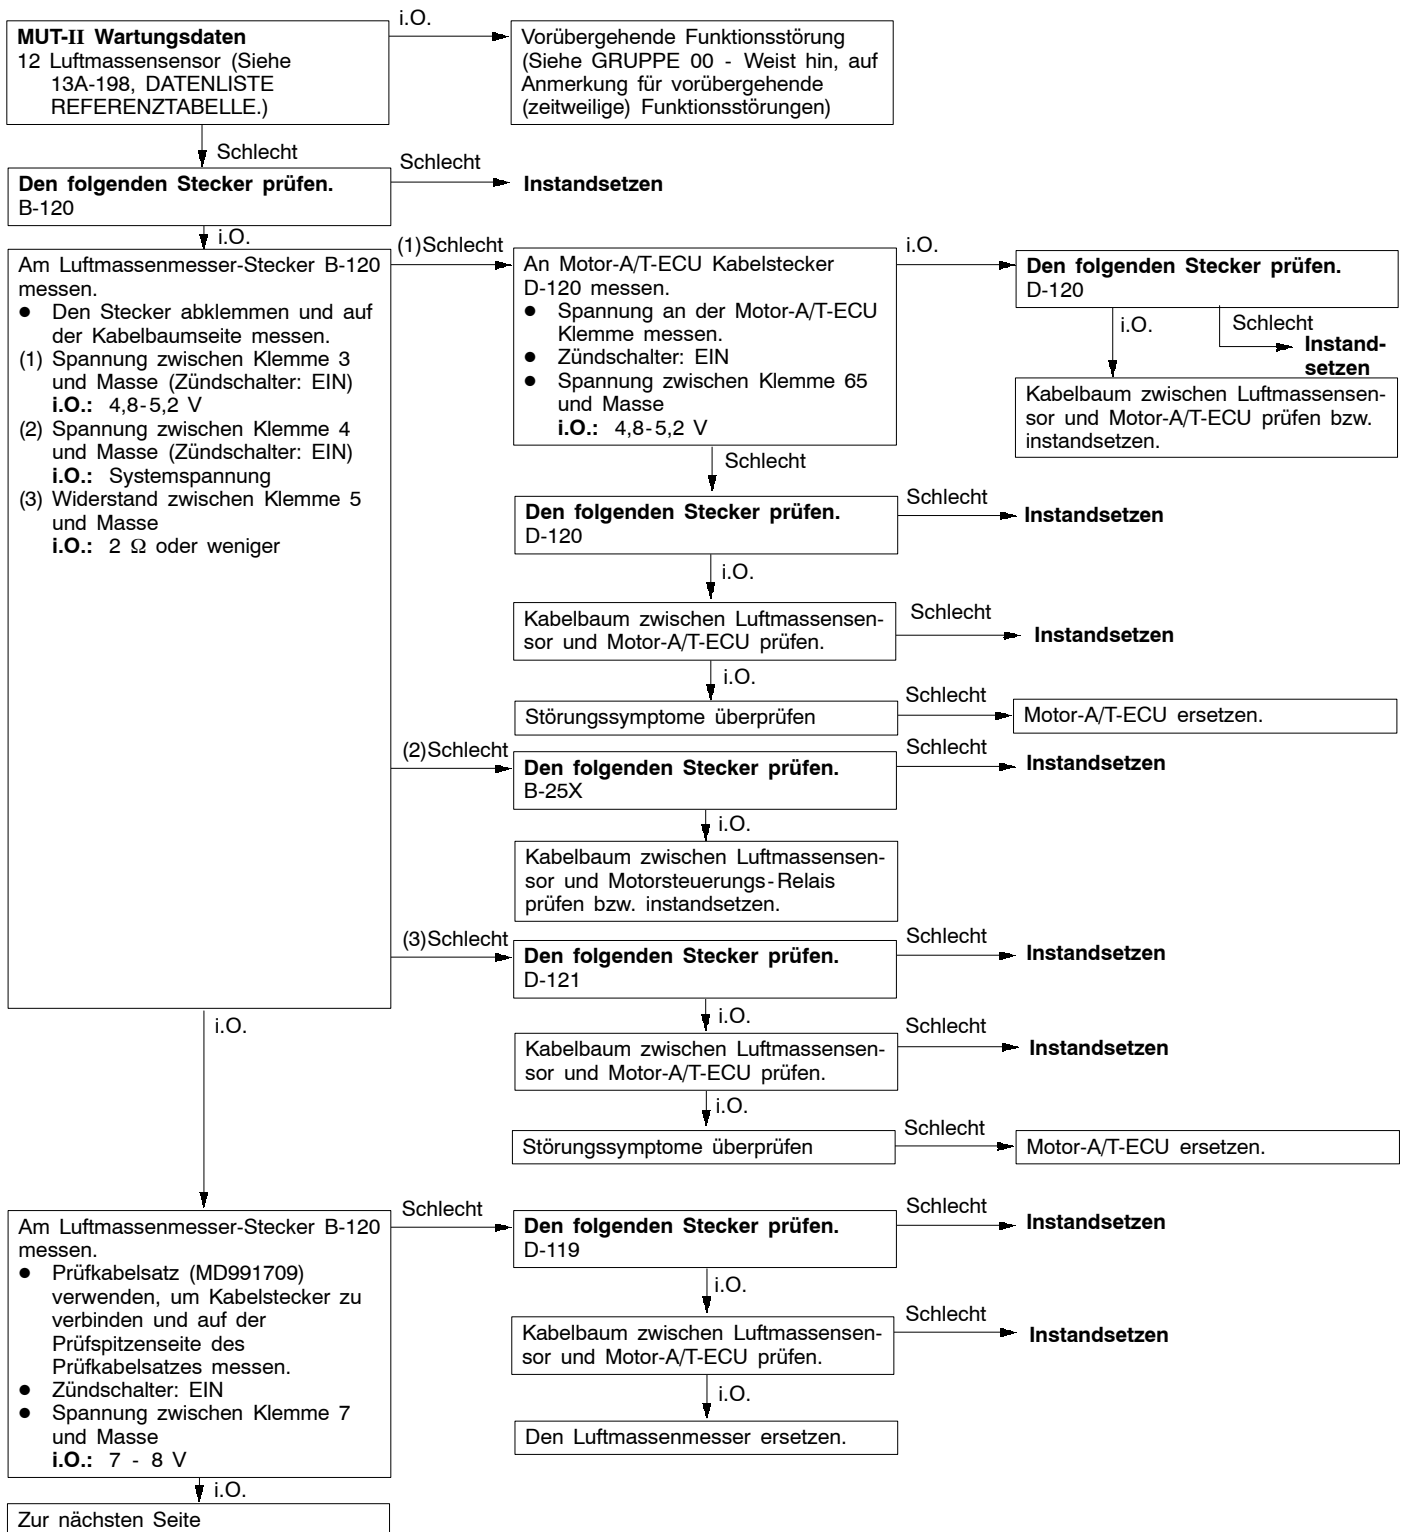 MUT-II Wartungsdaten
12 Luftmassensensor (Siehe
13A-198, DATENLISTE
REFERENZTABELLE.)
i.O.
Vorübergehende Funktionsstörung
(Siehe GRUPPE 00 - Weist hin, auf
Anmerkung für vorübergehende
(zeitweilige) Funktionsstörungen)
Schlecht
Den folgenden Stecker prüfen.
B-120
Schlecht
Instandsetzen
i.O.
Am Luftmassenmesser-Stecker B-120
messen.
● Den Stecker abklemmen und auf
der Kabelbaumseite messen.
(1) Spannung zwischen Klemme 3
und Masse (Zündschalter: EIN)
i.O.: 4,8-5,2 V
(2) Spannung zwischen Klemme 4
und Masse (Zündschalter: EIN)
i.O.: Systemspannung
(3) Widerstand zwischen Klemme 5
und Masse
i.O.: 2 Ω oder weniger
(1)Schlecht
An Motor-A/T-ECU Kabelstecker
D-120 messen.
● Spannung an der Motor-A/T-ECU
Klemme messen.
● Zündschalter: EIN
● Spannung zwischen Klemme 65
und Masse
i.O.: 4,8-5,2 V
i.O.
Den folgenden Stecker prüfen.
D-120
i.O.
Schlecht
Instand-
setzen
Kabelbaum zwischen Luftmassensen-
sor und Motor-A/T-ECU prüfen bzw.
instandsetzen.
Schlecht
Den folgenden Stecker prüfen.
D-120
Schlecht
Instandsetzen
i.O.
Kabelbaum zwischen Luftmassensen-
sor und Motor-A/T-ECU prüfen.
Schlecht
Instandsetzen
i.O.
Störungssymptome überprüfen
Schlecht
Motor-A/T-ECU ersetzen.
(2)Schlecht
Den folgenden Stecker prüfen.
B-25X
Schlecht
Instandsetzen
i.O.
Kabelbaum zwischen Luftmassensen-
sor und Motorsteuerungs-Relais
prüfen bzw. instandsetzen.
(3)Schlecht
Den folgenden Stecker prüfen.
D-121
Schlecht
Instandsetzen
i.O.
Kabelbaum zwischen Luftmassensen-
sor und Motor-A/T-ECU prüfen.
Schlecht
Instandsetzen
i.O.
Störungssymptome überprüfen
Schlecht
Motor-A/T-ECU ersetzen.
i.O.
Am Luftmassenmesser-Stecker B-120
messen.
● Prüfkabelsatz (MD991709)
verwenden, um Kabelstecker zu
verbinden und auf der
Prüfspitzenseite des
Prüfkabelsatzes messen.
● Zündschalter: EIN
● Spannung zwischen Klemme 7
und Masse
i.O.: 7 - 8 V
Schlecht
Den folgenden Stecker prüfen.
D-119
Schlecht
Instandsetzen
i.O.
Kabelbaum zwischen Luftmassensen-
sor und Motor-A/T-ECU prüfen.
Schlecht
Instandsetzen
i.O.
Den Luftmassenmesser ersetzen.
i.O.
Zur nächsten Seite